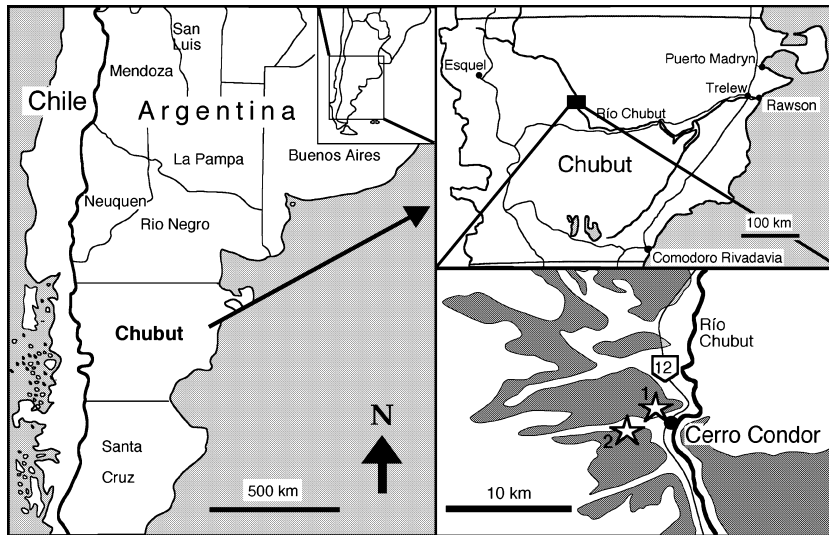 San
Luis
Mendoza
Chile
Argentina
La Pampa
Buenos Aires
Neuquen
Rio Negro
Chubut
N
Santa
Cruz
500 km
Puerto Madryn
Esquel
Trelew
Rawson
Río Chubut
Chubut
100 km
Comodoro Rivadavia
Río
Chubut
12
1
2
Cerro Condor
10 km